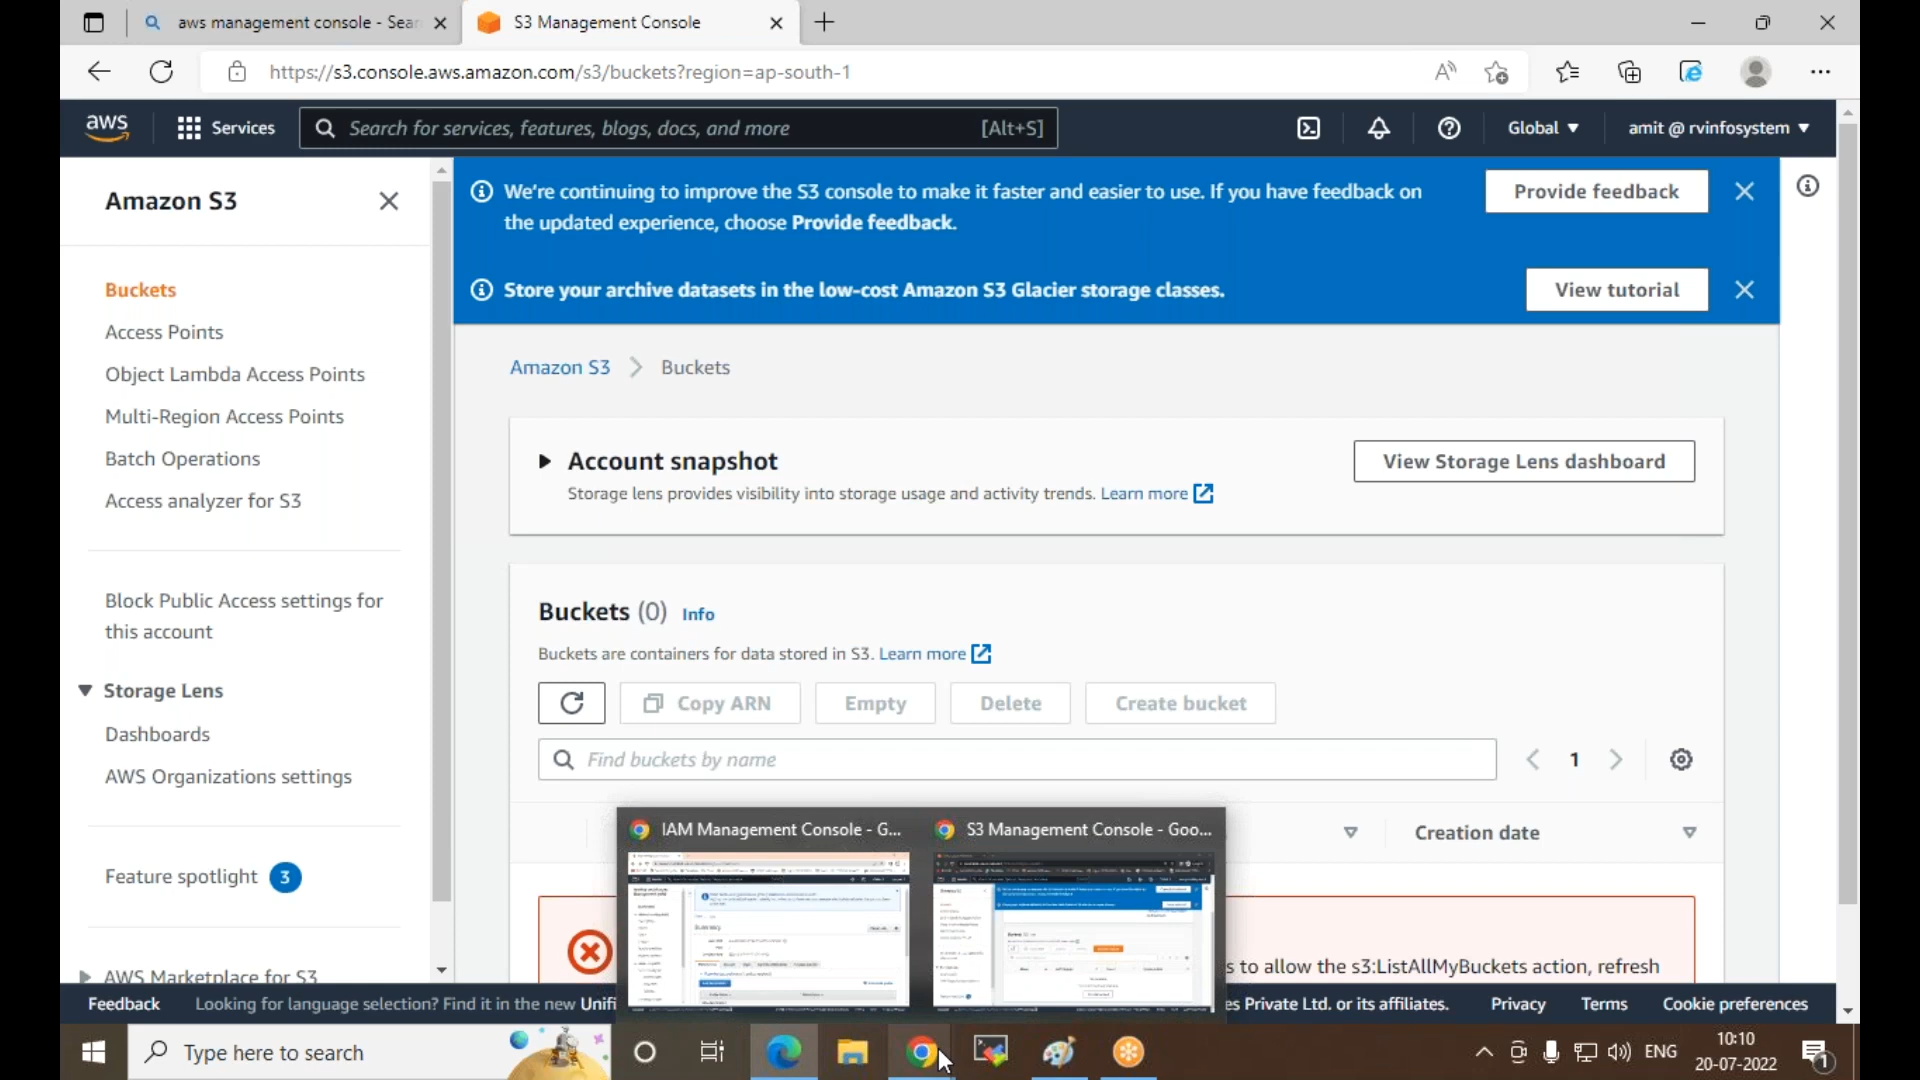 aws management console - Sear
S3 Management Console
https://s3.console.aws.amazon.com/s3/buckets?region=ap-south-1
aws
Services
Search for services, features, blogs, docs, and more
[Alt+S]
Global
amit @ rvinfosystem
Amazon S3
Buckets
Access Points
Object Lambda Access Points
Multi-Region Access Points
Batch Operations
Access analyzer for S3
Block Public Access settings for
this account
Storage Lens
Dashboards
AWS Organizations settings
Feature spotlight 3
AWS Marketplace for S3
We're continuing to improve the S3 console to make it faster and easier to use. If you have feedback on
the updated experience, choose Provide feedback.
Provide feedback
Store your archive datasets in the low-cost Amazon S3 Glacier storage classes.
View tutorial
Amazon S3 > Buckets
Account snapshot
Storage lens provides visibility into storage usage and activity trends. Learn more
View Storage Lens dashboard
Buckets (0) Info
Buckets are containers for data stored in S3. Learn more
Copy ARN
Empty
Delete
Create bucket
Find buckets by name
1
Creation date
IAM Management Console - G...
S3 Management Console - Goo...
s to allow the s3:ListAllMyBuckets action, refresh
Feedback
Looking for language selection? Find it in the new Unifi
es Private Ltd. or its affiliates.
Privacy
Terms
Cookie preferences
Type here to search
ENG
10:10
20-07-2022
1